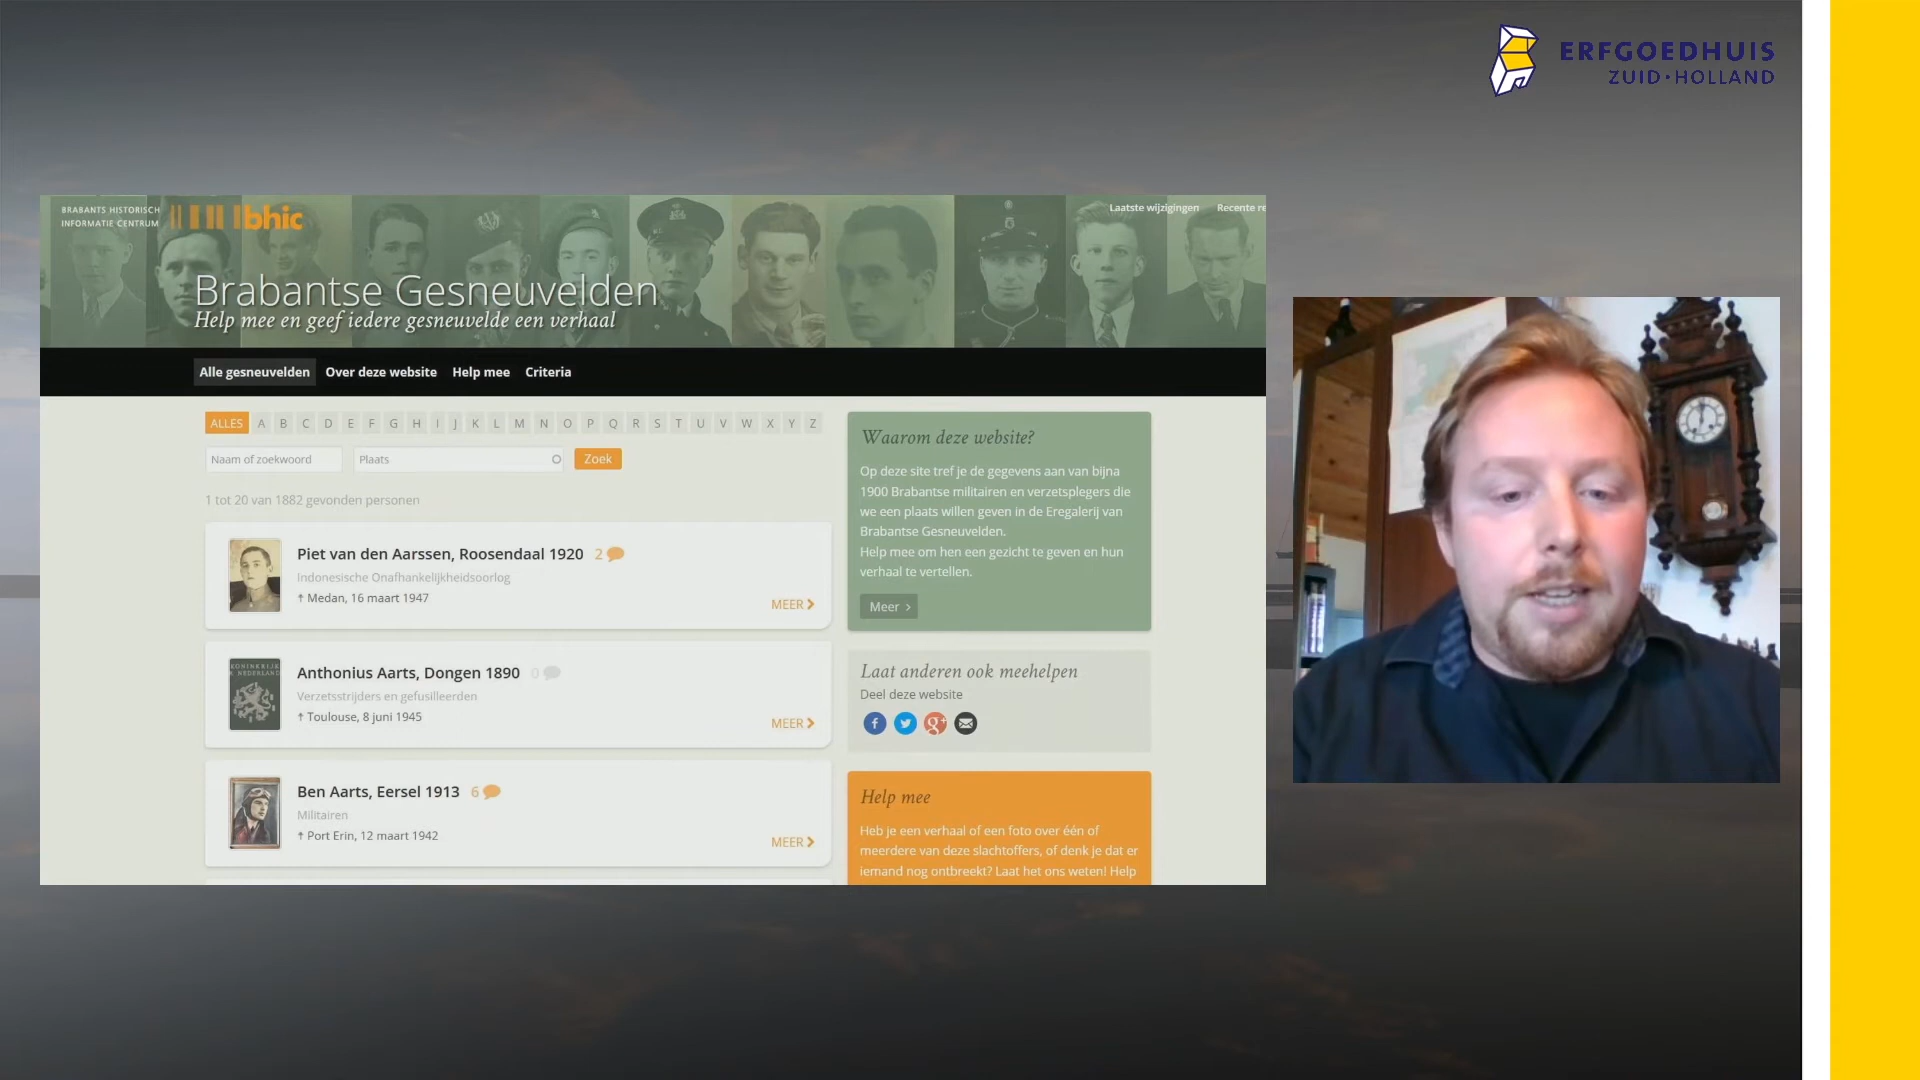 ERFGOEDHUIS
ZUID•HOLLAND
BRABANTS HISTORISCH
INFORMATIE CENTRUM
bhic
Laatste wijzigingen Recente re
Brabantse Gesneuvelden
Help mee en geef iedere gesneuvelde een verhaal
Alle gesneuvelden Over deze website Help mee Criteria
ALLES A B C D E F G H I J K L M N O P Q R S T U V W X Y Z
Naam of zoekwoord Plaats Zoek
1 tot 20 van 1882 gevonden personen
Piet van den Aarssen, Roosendaal 1920 2
Indonesische Onafhankelijkheidsoorlog
† Medan, 16 maart 1947
MEER
KONINKRIJK
NEDERLAND
Anthonius Aarts, Dongen 1890 0
Verzetsstrijders en gefusilleerden
† Toulouse, 8 juni 1945
MEER
Ben Aarts, Eersel 1913 6
Militairen
† Port Erin, 12 maart 1942
MEER
Waarom deze website?
Op deze site tref je de gegevens aan van bijna
1900 Brabantse militairen en verzetsplegers die
we een plaats willen geven in de Eregalerij van
Brabantse Gesneuvelden.
Help mee om hen een gezicht te geven en hun
verhaal te vertellen.
Meer
Laat anderen ook meehelpen
Deel deze website
Help mee
Heb je een verhaal of een foto over één of
meerdere van deze slachtoffers, of denk je dat er
iemand nog ontbreekt? Laat het ons weten! Help